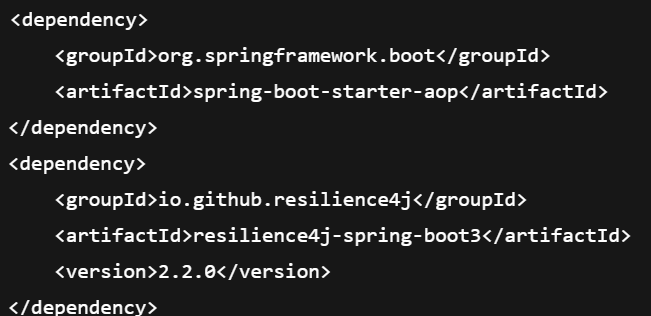 <dependency>
    <groupId>org.springframework.boot</groupId>
    <artifactId>spring-boot-starter-aop</artifactId>
</dependency>
<dependency>
    <groupId>io.github.resilience4j</groupId>
    <artifactId>resilience4j-spring-boot3</artifactId>
    <version>2.2.0</version>
</dependency>